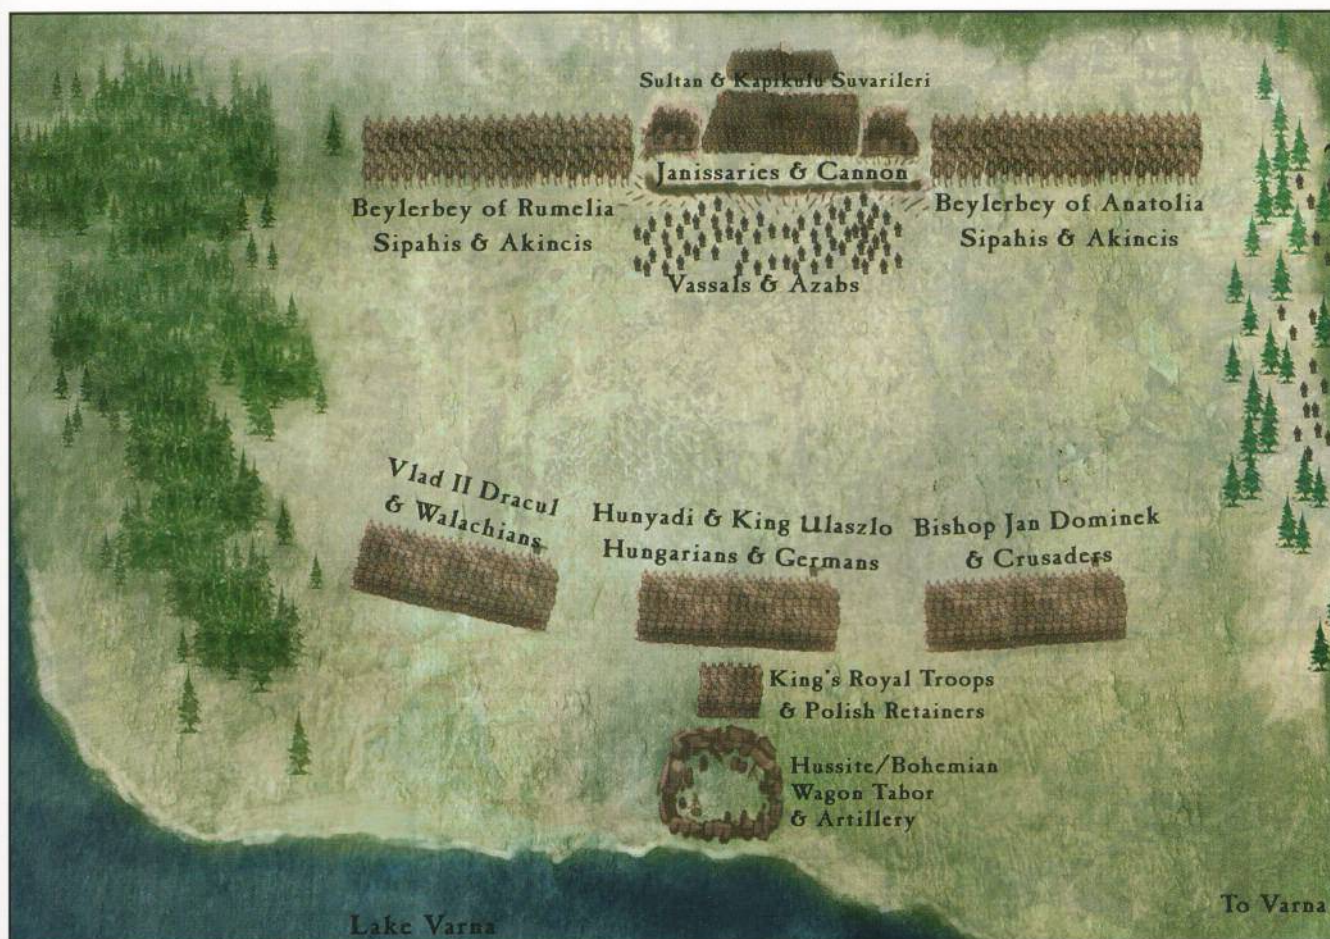 Sultan & Kapikulu Suvarileri
Janissaries & Cannon
Beylerbey of Rumelia
Sipahis & Akincis
Beylerbey of Anatolia
Sipahis & Akincis
Vassals & Azabs
Vlad II Dracul
& Walachians
Hunyadi & King Ulaszlo
Hungarians & Germans
Bishop Jan Dominek
& Crusaders
King's Royal Troops
& Polish Retainers
Hussite/Bohemian
Wagon Tabor
& Artillery
To Varna
Lake Varna